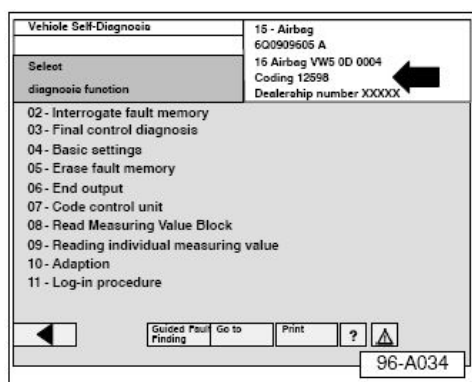 Vehicle Self-Diagnosis
15 - Airbag
6Q0909605 A
16 Airbag VW5 0D 0004
Coding 12598
Dealership number XXXXX
Select
diagnosis function
02 - Interrogate fault memory
03 - Final control diagnosis
04 - Basic settings
05 - Erase fault memory
06 - End output
07 - Code control unit
08 - Read Measuring Value Block
09 - Reading individual measuring value
10 - Adaption
11 - Log-in procedure
Guided Fault Finding
Go to
Print
?
96-A034